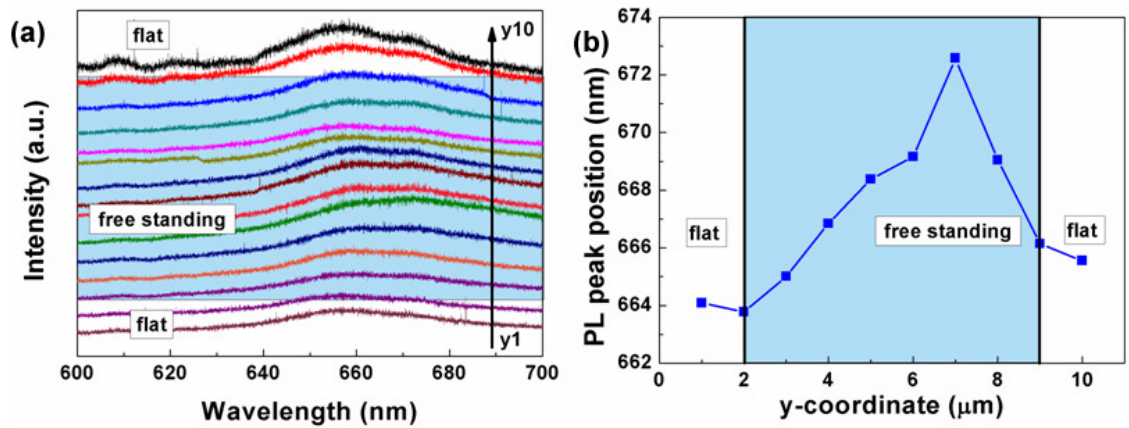 (a)
flat
y10
free standing
flat
y1
Intensity (a.u.)
600 620 640 660 680 700
Wavelength (nm)
(b)
674
672
670
668
666
664
662
PL peak position (nm)
flat
free standing
flat
0 2 4 6 8 10
y-coordinate (μm)